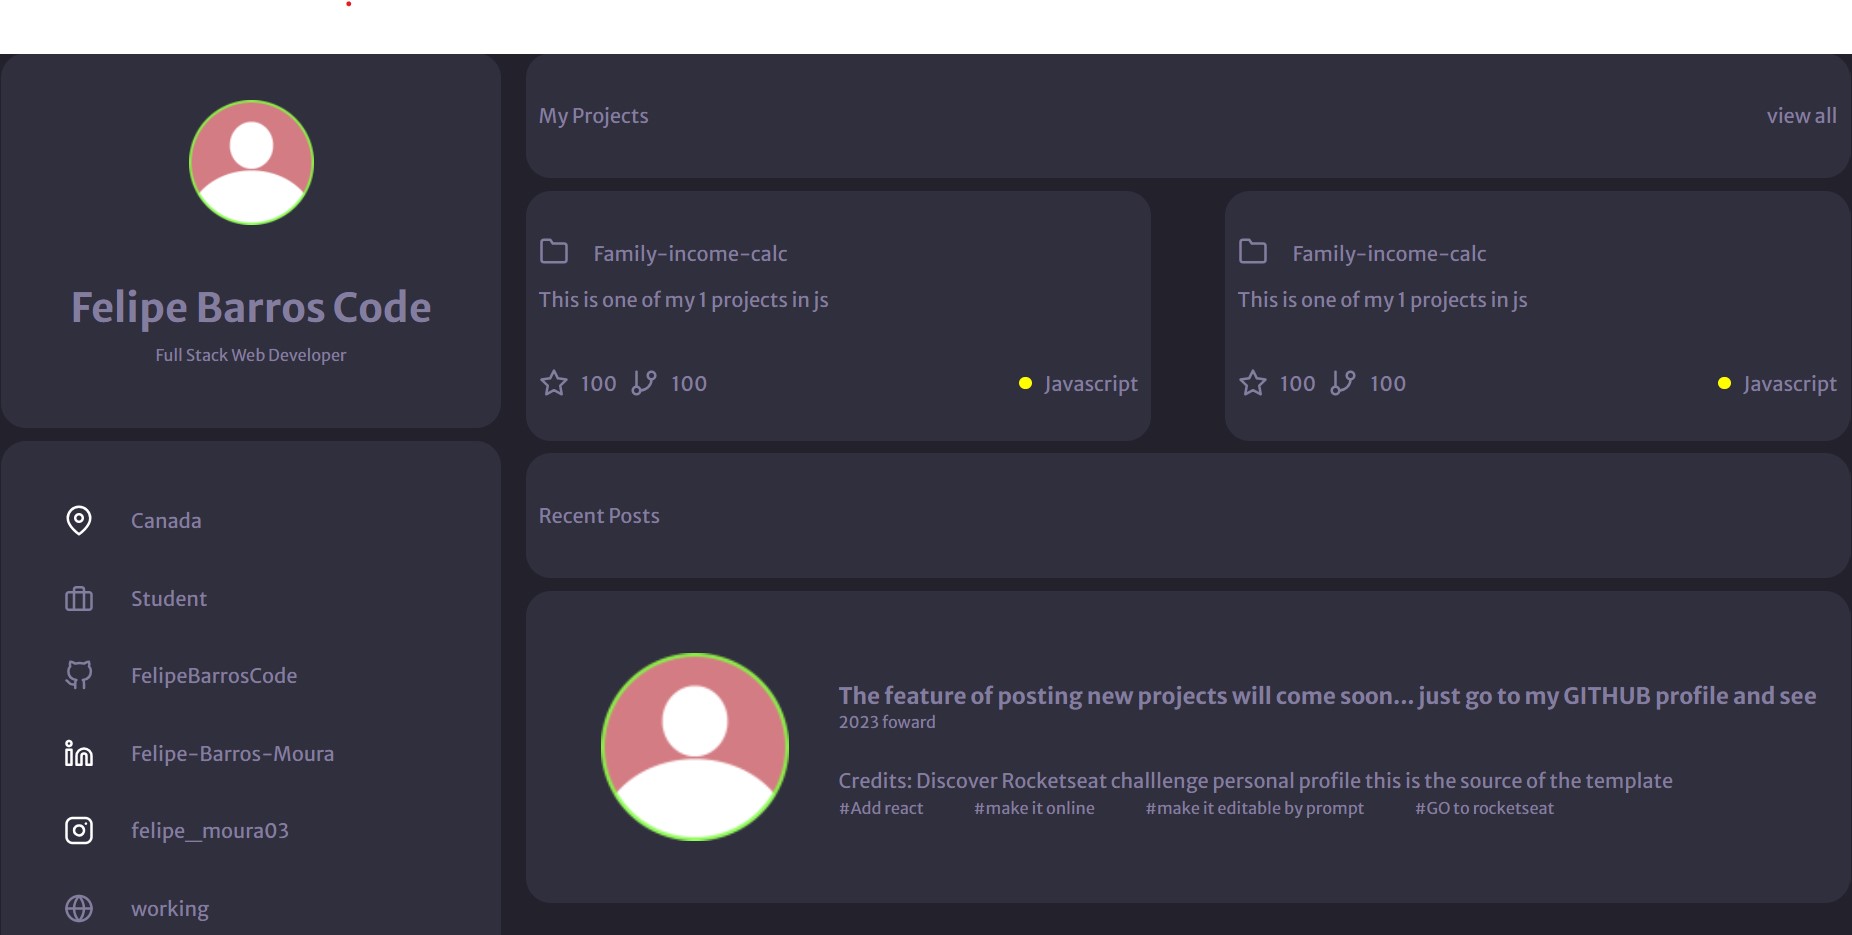 Felipe Barros Code
Full Stack Web Developer
Canada
Student
FelipeBarrosCode
Felipe-Barros-Moura
felipe_moura03
working
My Projects
view all
Family-income-calc
This is one of my 1 projects in js
100 100 Javascript
Family-income-calc
This is one of my 1 projects in js
100 100 Javascript
Recent Posts
The feature of posting new projects will come soon... just go to my GITHUB profile and see
2023 foward
Credits: Discover Rocketseat challlenge personal profile this is the source of the template
#Add react #make it online #make it editable by prompt #GO to rocketseat